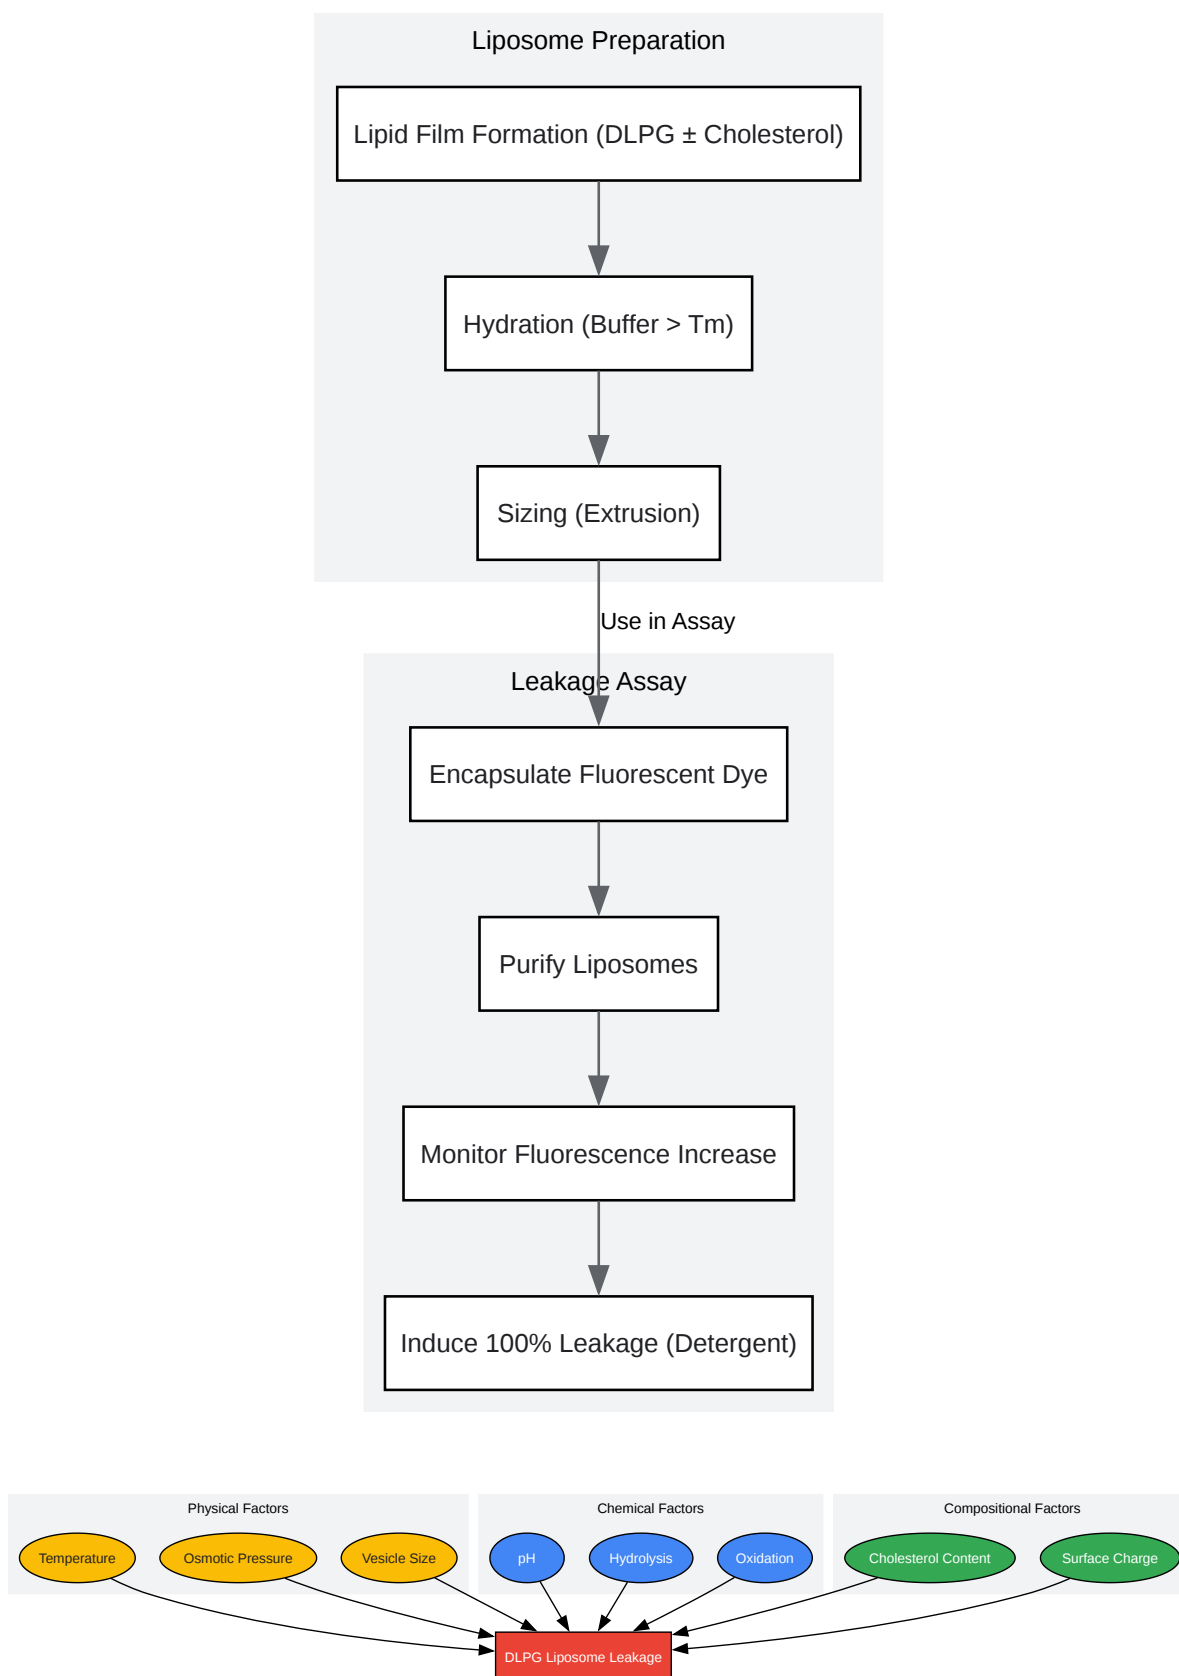 Liposome Preparation
Lipid Film Formation (DLPG ± Cholesterol)
Hydration (Buffer > Tm)
Sizing (Extrusion)
Use in Assay
Leakage Assay
Encapsulate Fluorescent Dye
Purify Liposomes
Monitor Fluorescence Increase
Induce 100% Leakage (Detergent)
Physical Factors
Chemical Factors
Compositional Factors
Temperature
Osmotic Pressure
Vesicle Size
pH
Hydrolysis
Oxidation
Cholesterol Content
Surface Charge
DLPG Liposome Leakage